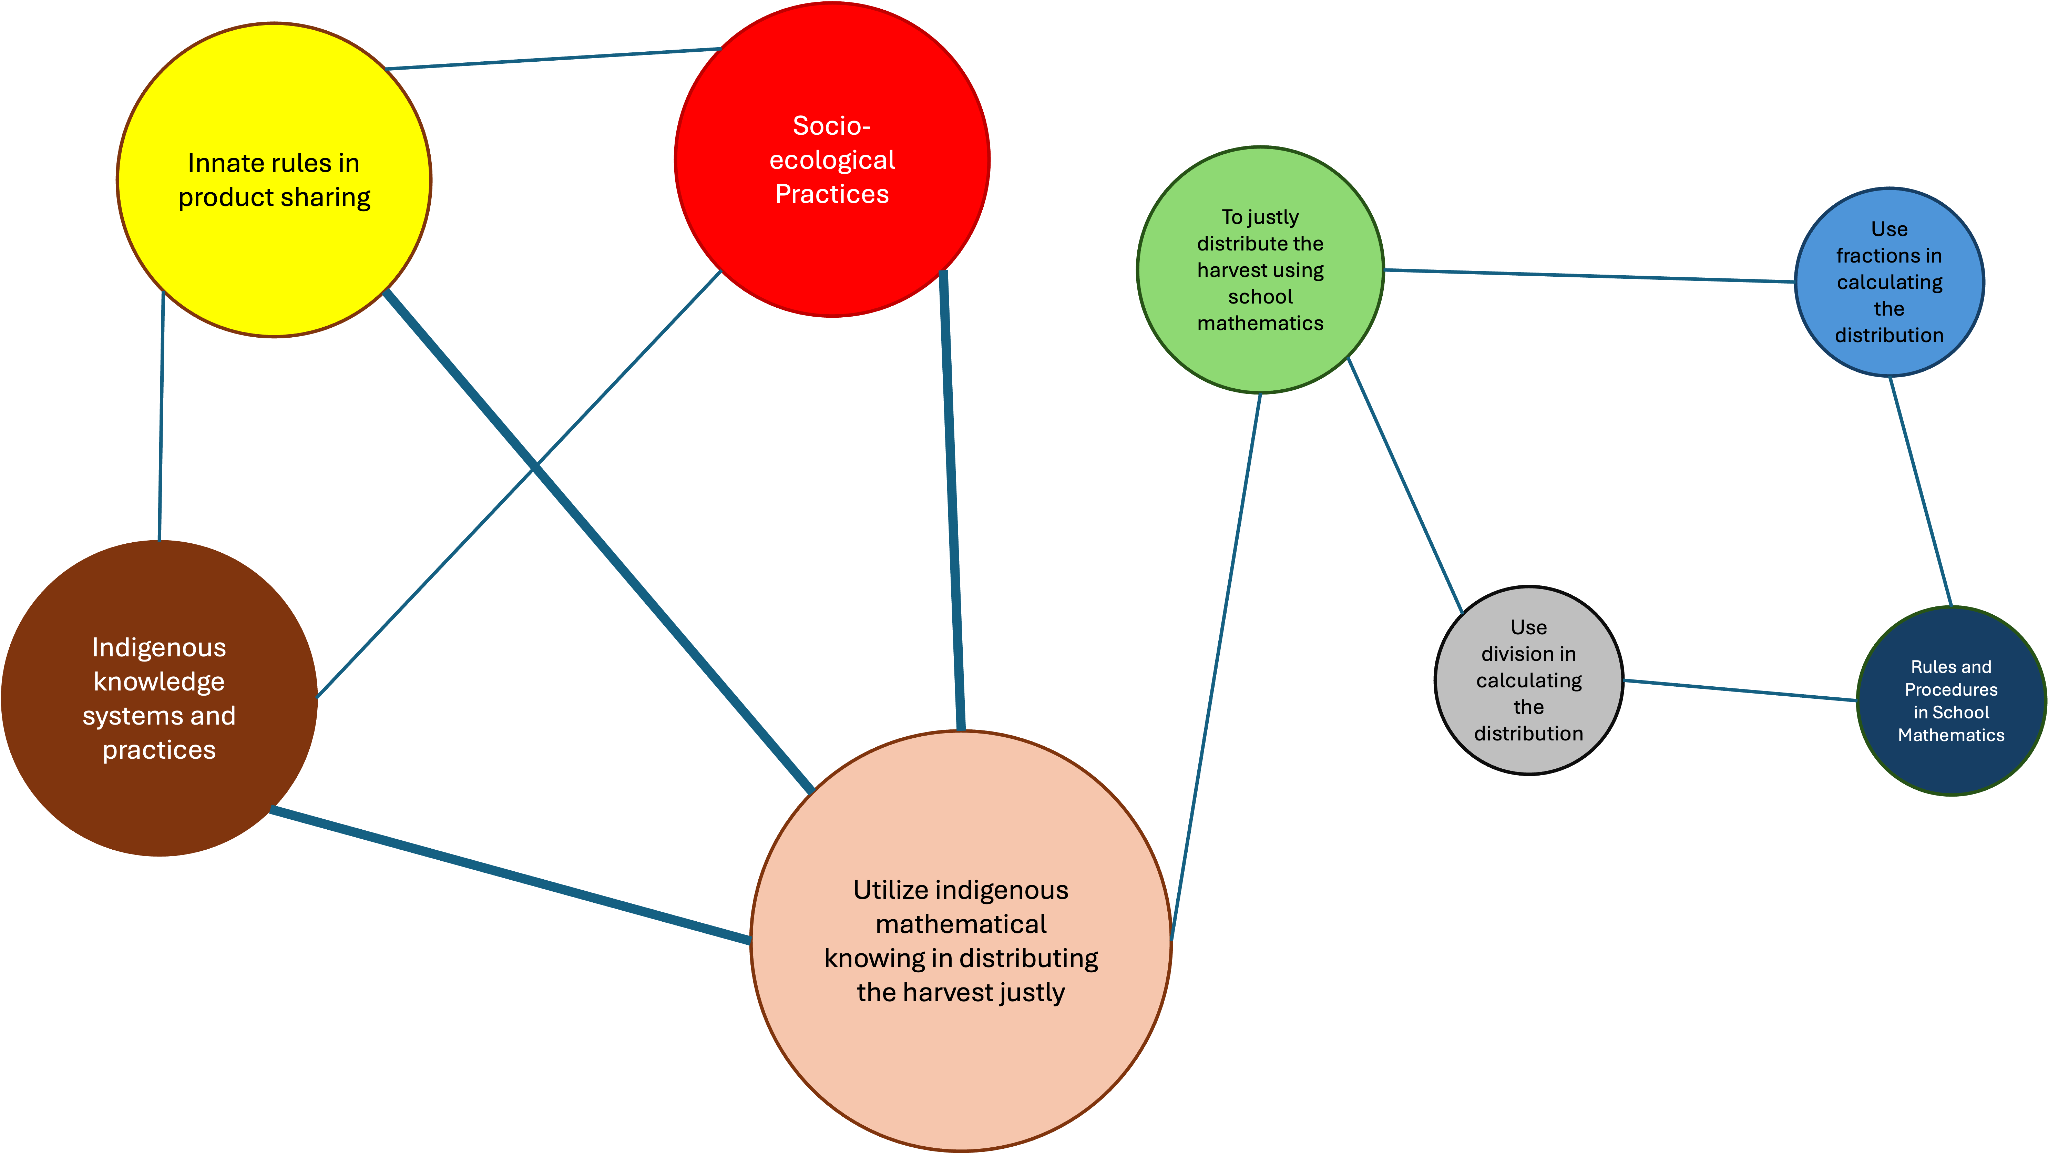 Innate rules in
product sharing
Socio-
ecological
Practices
To justly
distribute the
harvest using
school
mathematics
Use
fractions in
calculating
the
distribution
Indigenous
knowledge
systems and
practices
Use
division in
calculating
the
distribution
Rules and
Procedures
in School
Mathematics
Utilize indigenous
mathematical
knowing in distributing
the harvest justly